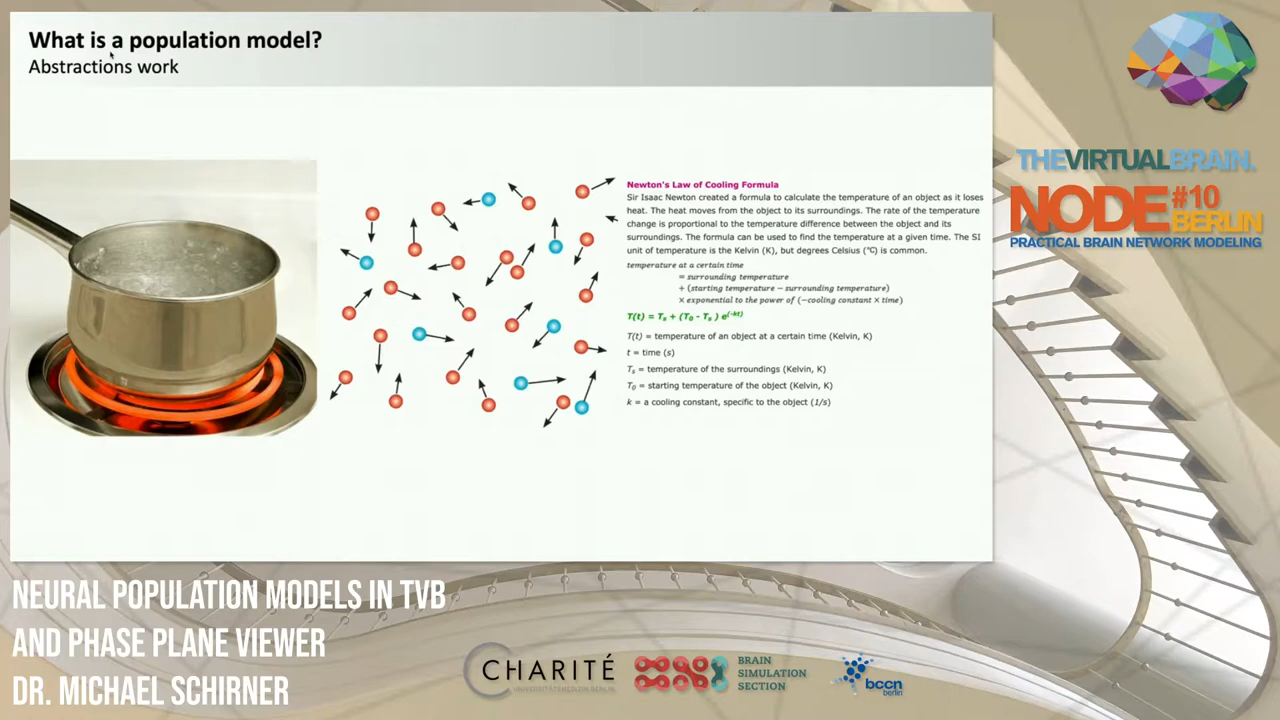 What is a population model?
Abstractions work
Newton's Law of Cooling Formula
Sir Isaac Newton created a formula to calculate the temperature of an object as it loses
heat. The heat moves from the object to its surroundings. The rate of the temperature
change is proportional to the temperature difference between the object and its
surroundings. The formula can be used to find the temperature at a given time. The SI
unit of temperature is the Kelvin (K), but degrees Celsius (°C) is common.
temperature at a certain time
= surrounding temperature
+ (starting temperature − surrounding temperature)
× exponential to the power of (−cooling constant × time)
T(t) = Ts + (T0 - Ts ) e(-kt)
T(t) = temperature of an object at a certain time (Kelvin, K)
t = time (s)
Ts = temperature of the surroundings (Kelvin, K)
T0 = starting temperature of the object (Kelvin, K)
k = a cooling constant, specific to the object (1/s)
THEVIRTUALBRAIN.
NODE #10
BERLIN
PRACTICAL BRAIN NETWORK MODELING
NEURAL POPULATION MODELS IN TVB
AND PHASE PLANE VIEWER
DR. MICHAEL SCHIRNER
CHARITÉ
UNIVERSITÄTSMEDIZIN BERLIN
BRAIN
SIMULATION
SECTION
bccn
berlin